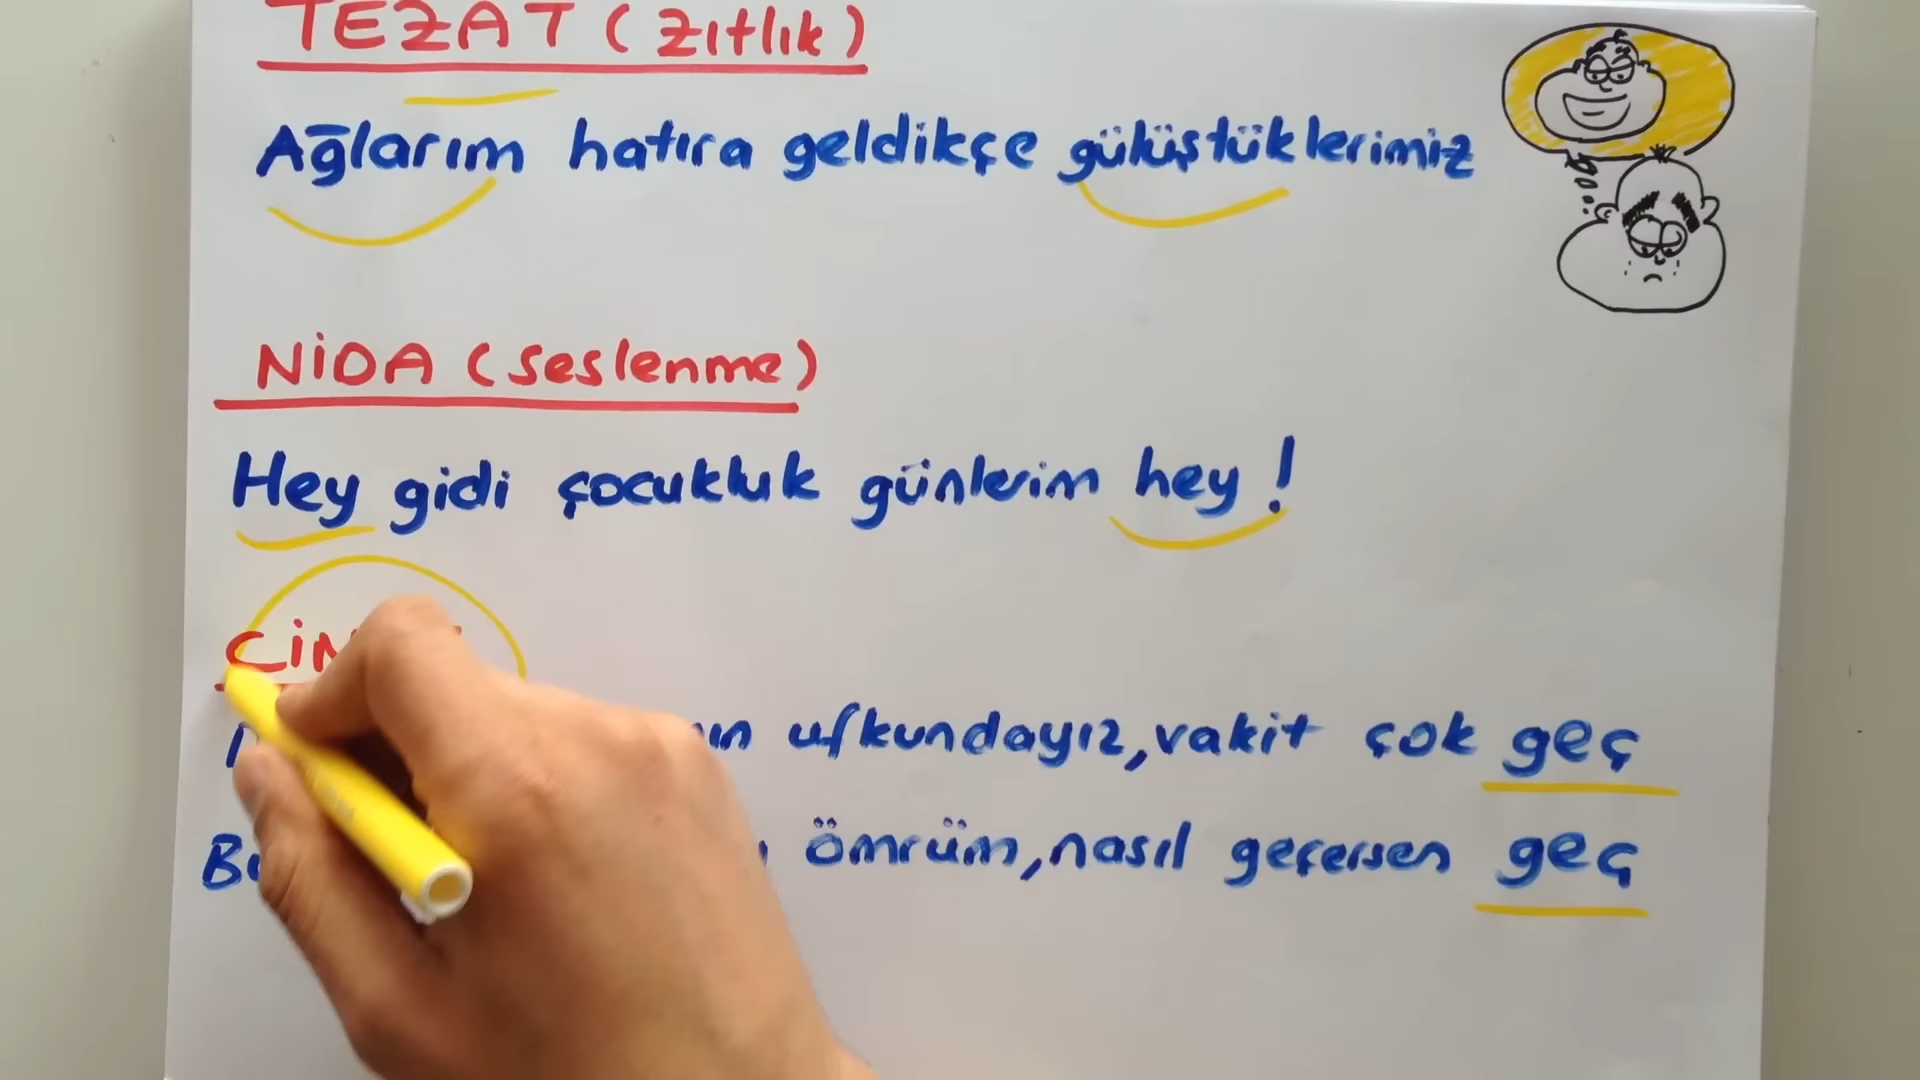 TEZAT (zıtlık)
Ağlarım hatıra geldikçe gülüştüklerimiz
NİDA (seslenme)
Hey gidi çocukluk günlerim hey!
ufkundayız, vakit çok geç
ömrüm, nasıl geçersen geç